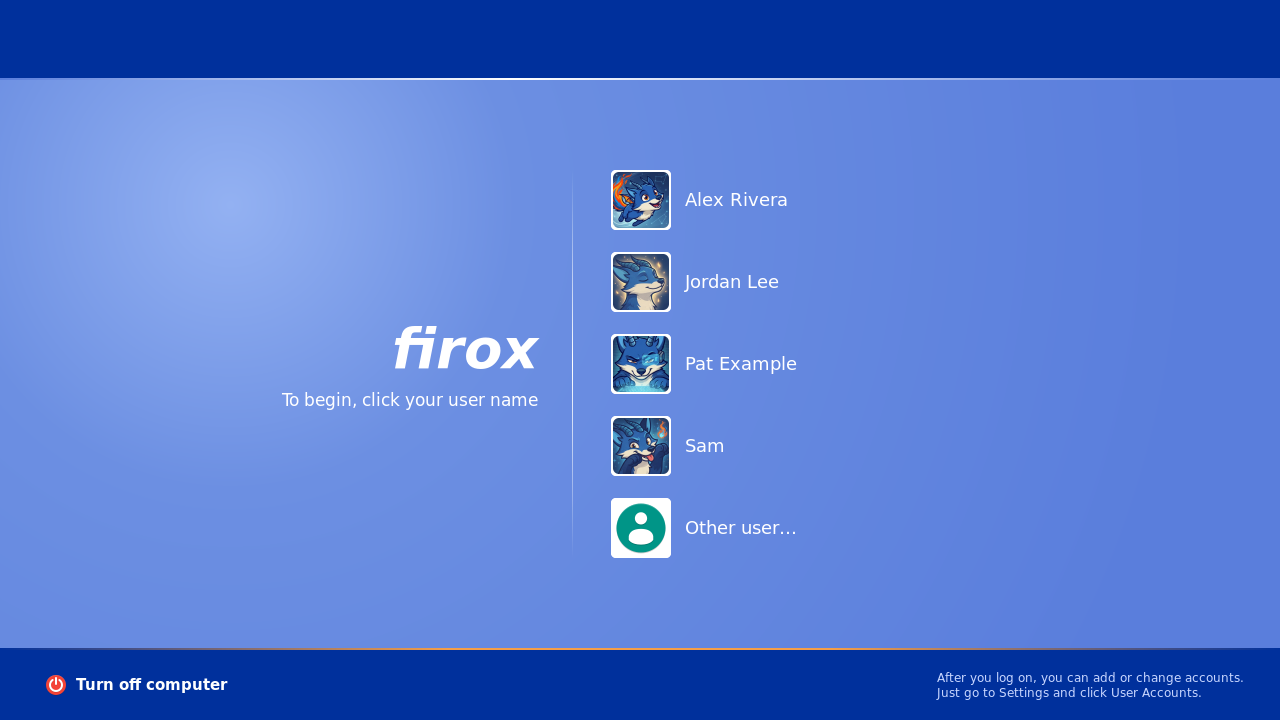 firox
To begin, click your user name
Alex Rivera
Jordan Lee
Pat Example
Sam
Other user...
Turn off computer
After you log on, you can add or change accounts.
Just go to Settings and click User Accounts.